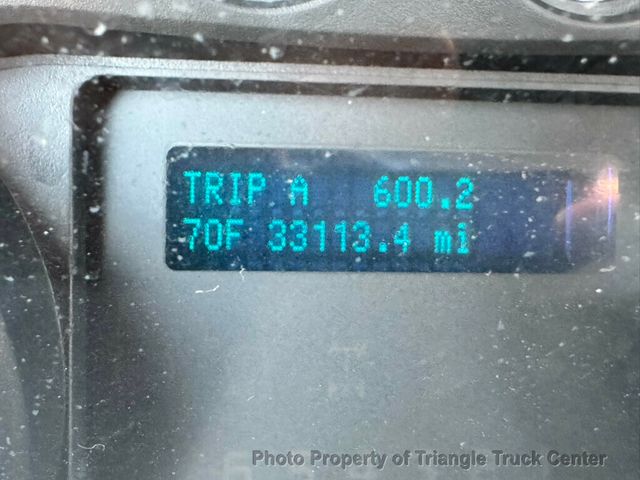 TRIP A 600.2
70F 33113.4 mi
Photo Property of Triangle Truck Center